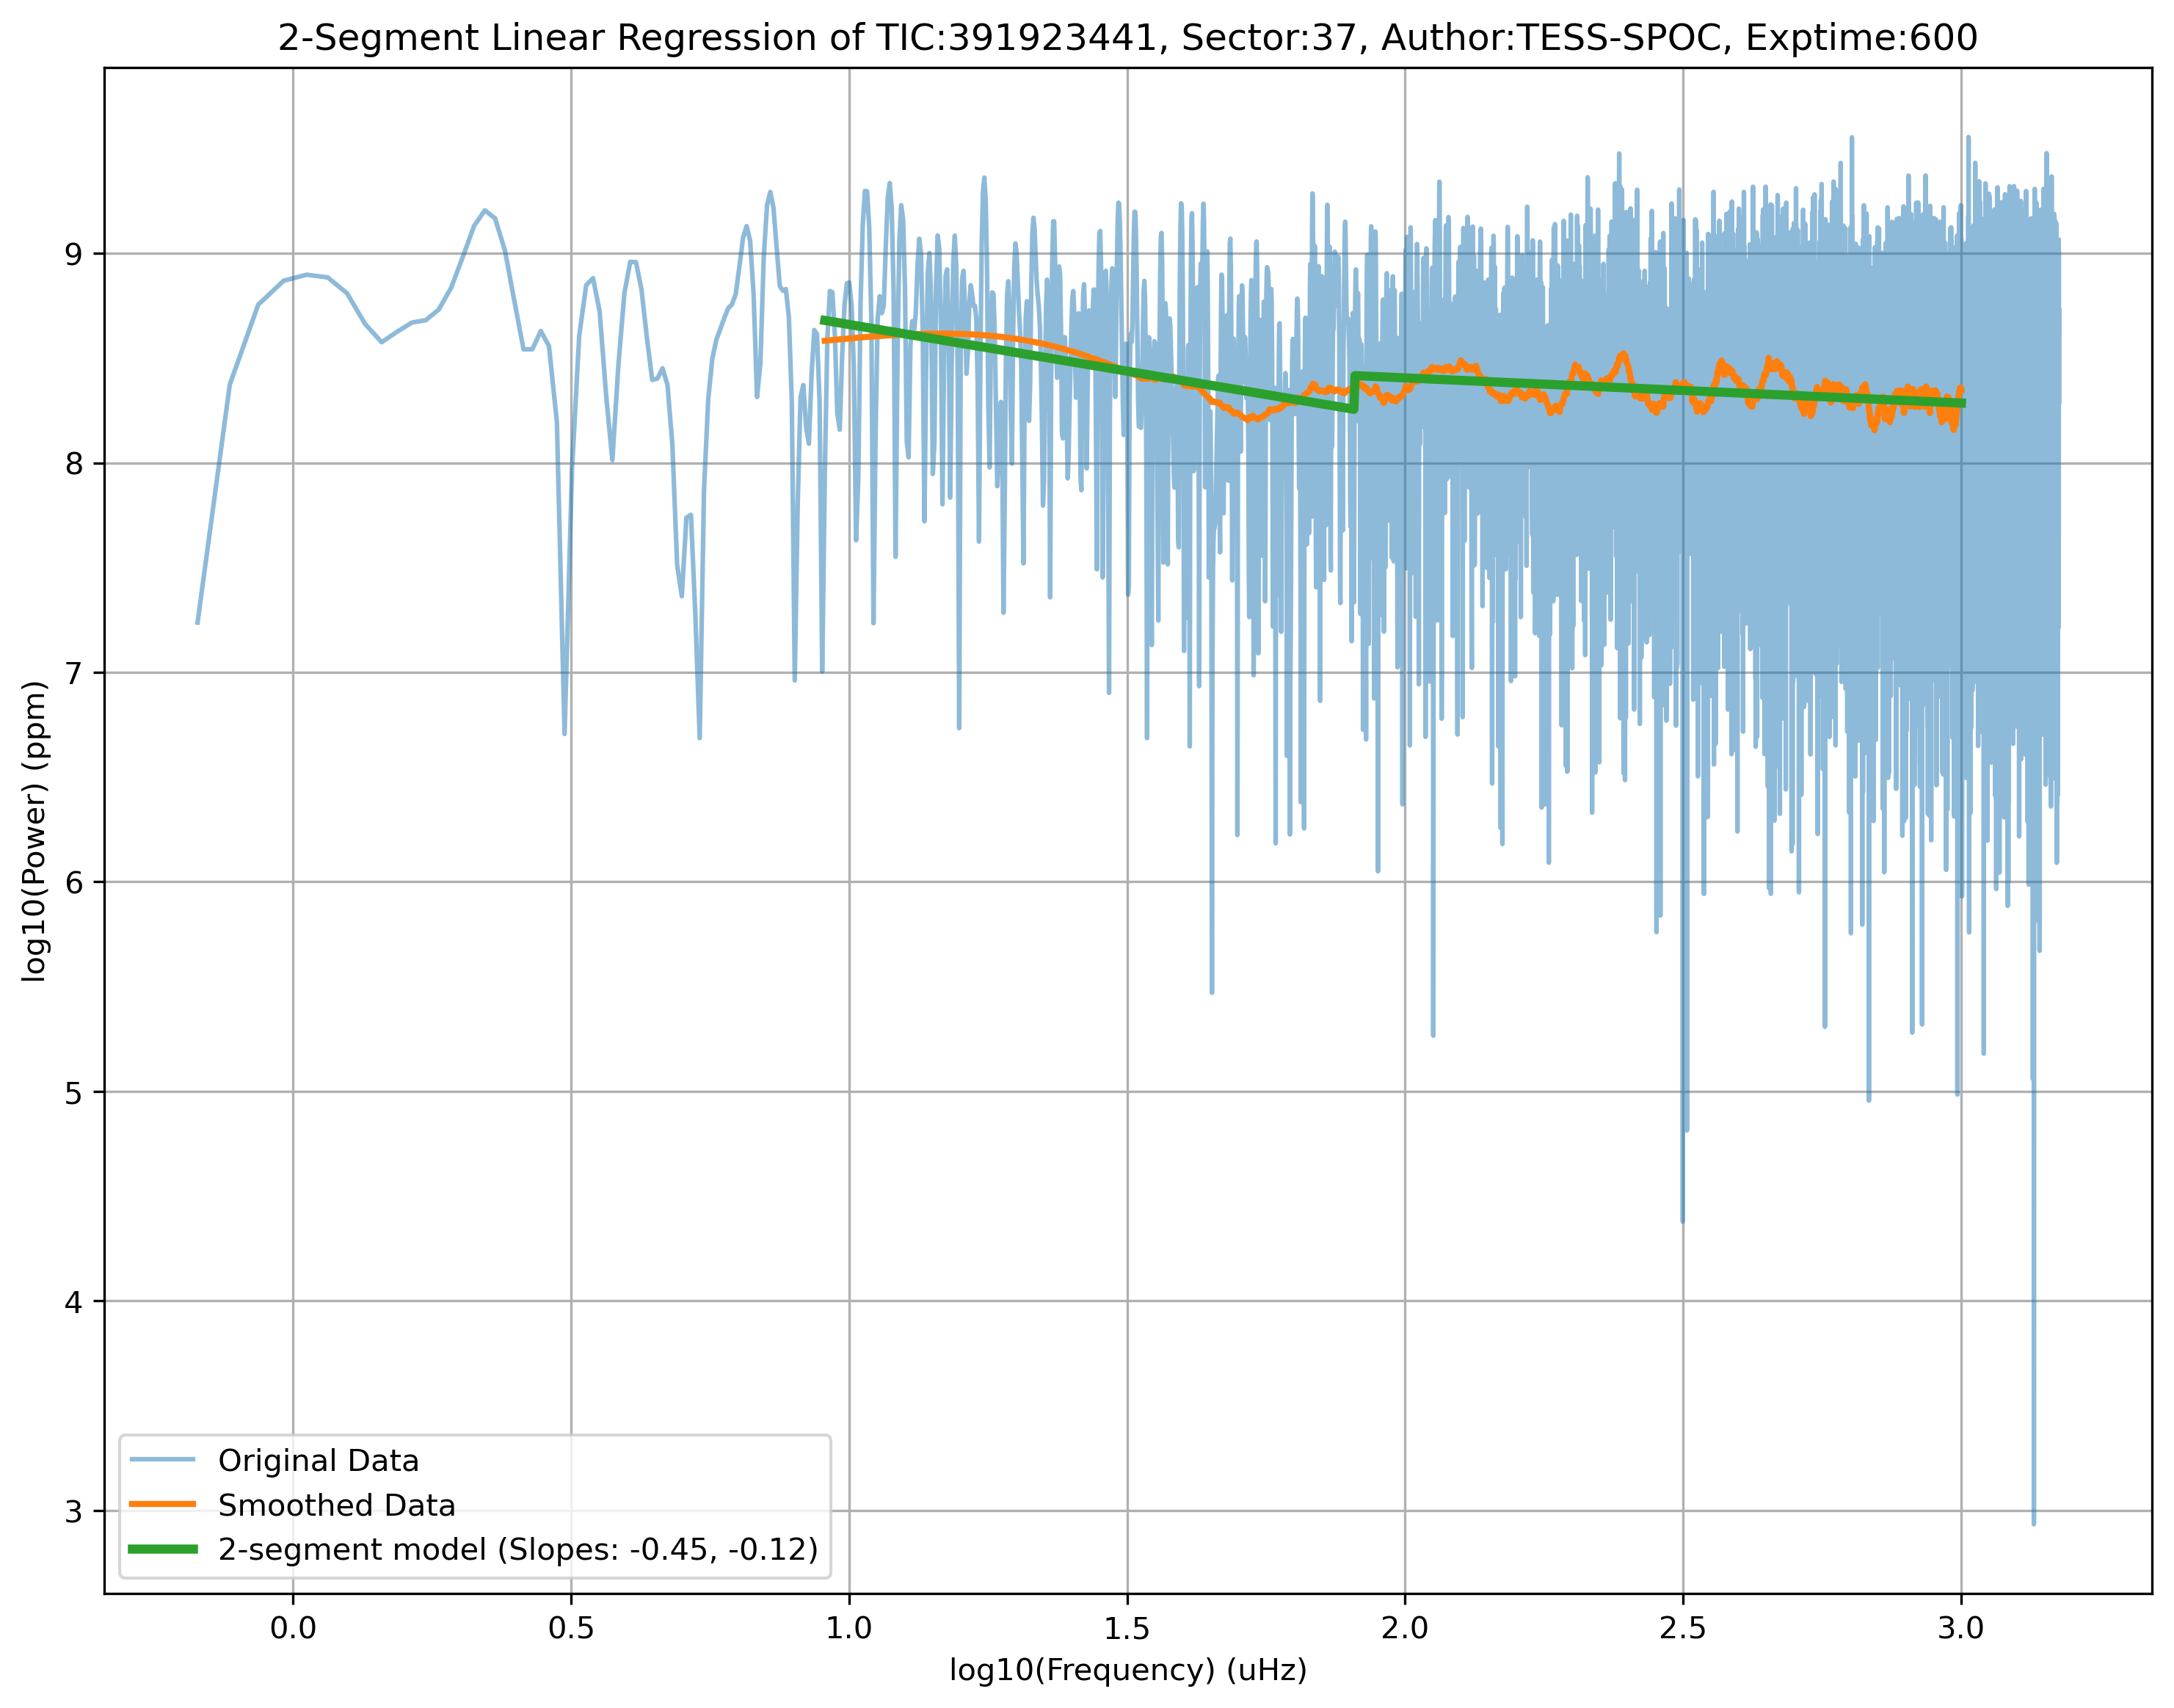 2-Segment Linear Regression of TIC:391923441, Sector:37, Author:TESS-SPOC, Exptime:600
log10(Power) (ppm)
9
8
7
6
5
4
3
Original Data
Smoothed Data
2-segment model (Slopes: -0.45, -0.12)
0.0 0.5 1.0 1.5 2.0 2.5 3.0
log10(Frequency) (uHz)